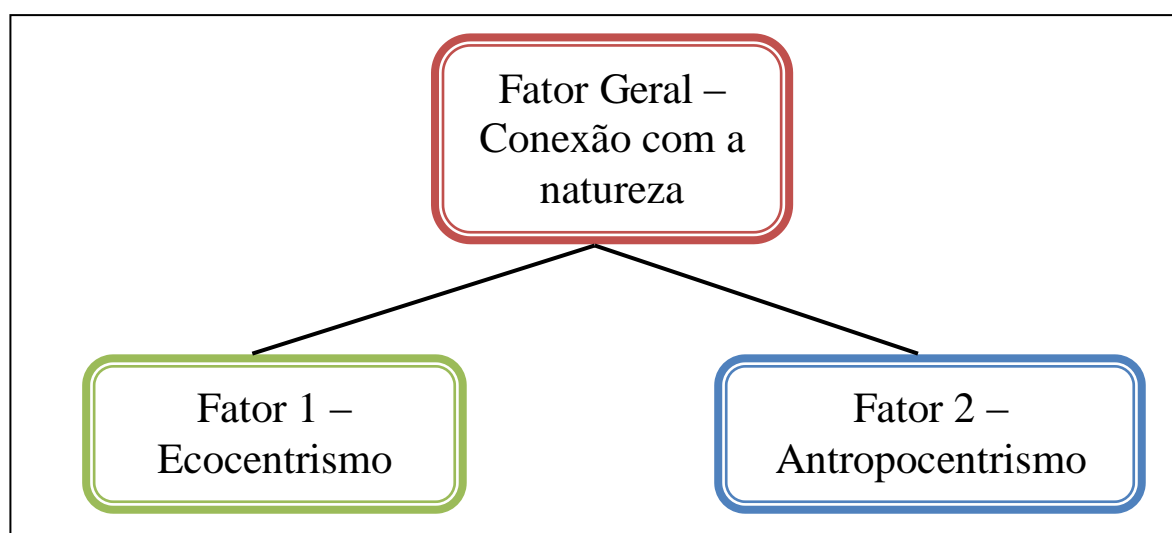 Fator Geral –
Conexão com a
natureza
Fator 1 –
Ecocentrismo
Fator 2 –
Antropocentrismo